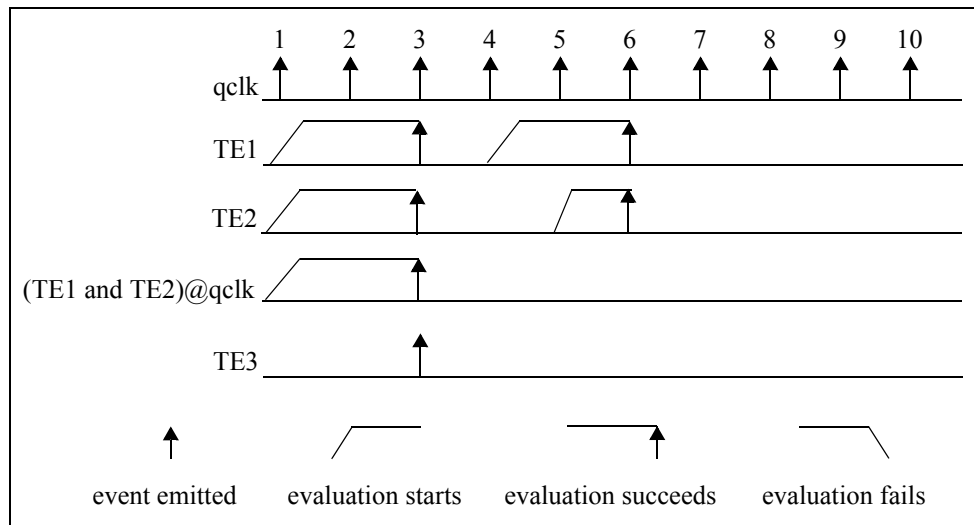 1 2 3 4 5 6 7 8 9 10
qclk
TE1
TE2
(TE1 and TE2)@qclk
TE3
event emitted evaluation starts evaluation succeeds evaluation fails